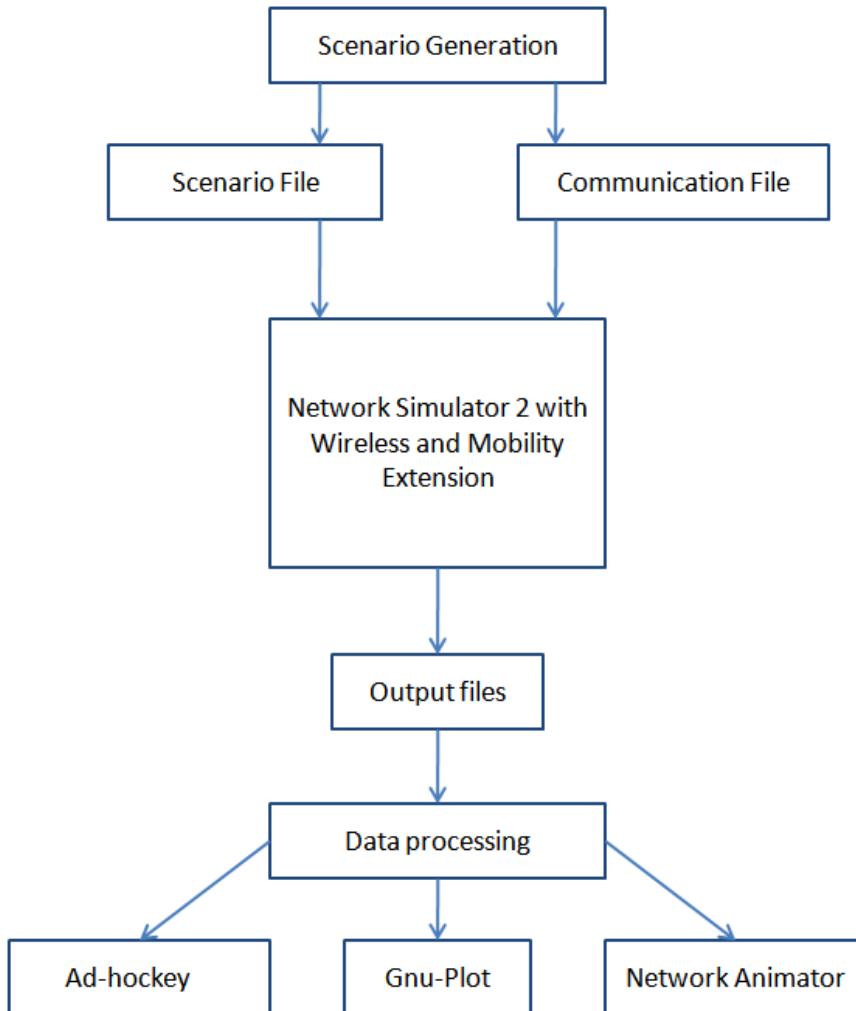 Scenario Generation
Scenario File
Communication File
Network Simulator 2 with
Wireless and Mobility
Extension
Output files
Data processing
Ad-hockey
Gnu-Plot
Network Animator